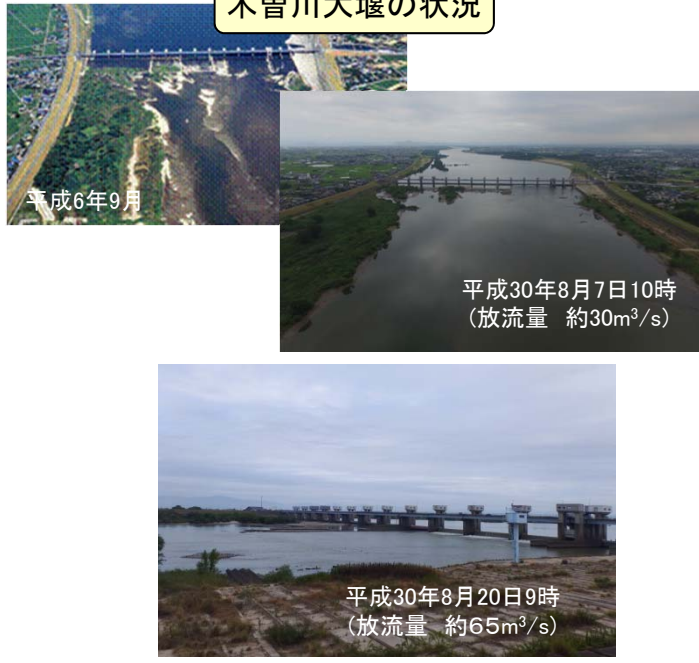 木曽川大堰の状況
平成6年9月
平成30年8月7日10時
（放流量　約30m³/s）
平成30年8月20日9時
（放流量　約65m³/s）